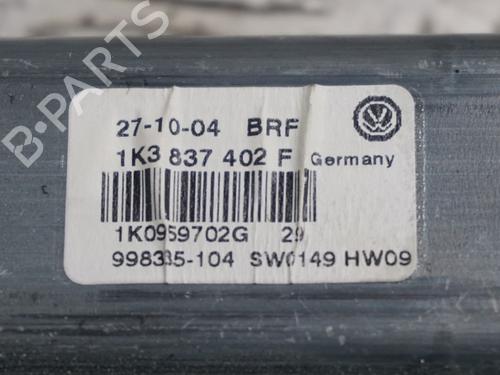 27-10-04 BRF
1K3 837 402 F Germany
1K0959702G 29
998335-104 SW0149 HW09
B-PARTS